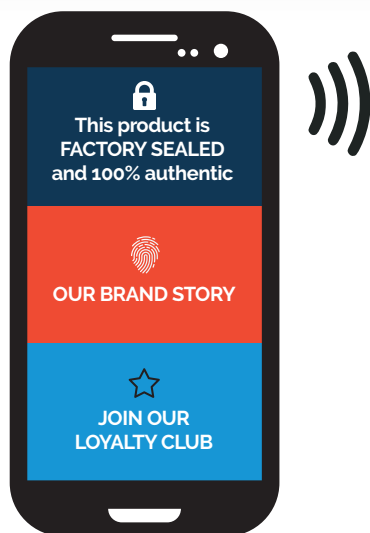 This product is
FACTORY SEALED
and 100% authentic
OUR BRAND STORY
JOIN OUR
LOYALTY CLUB